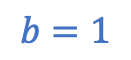 b = 1